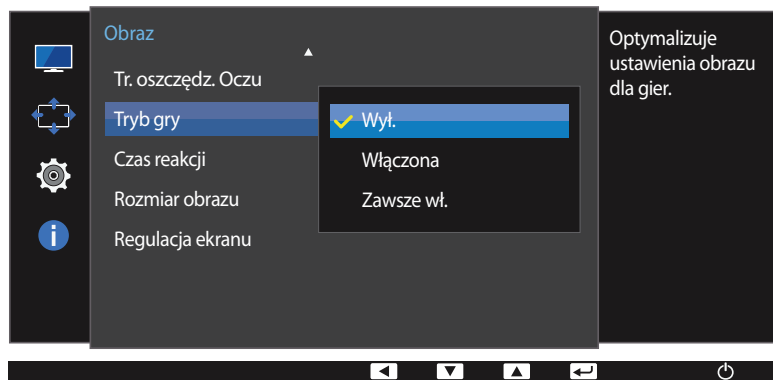 Obraz
Tr. oszczędz. Oczu
Tryb gry
Czas reakcji
Rozmiar obrazu
Regulacja ekranu
Wył.
Włączona
Zawsze wł.
Optymalizuje
ustawienia obrazu
dla gier.